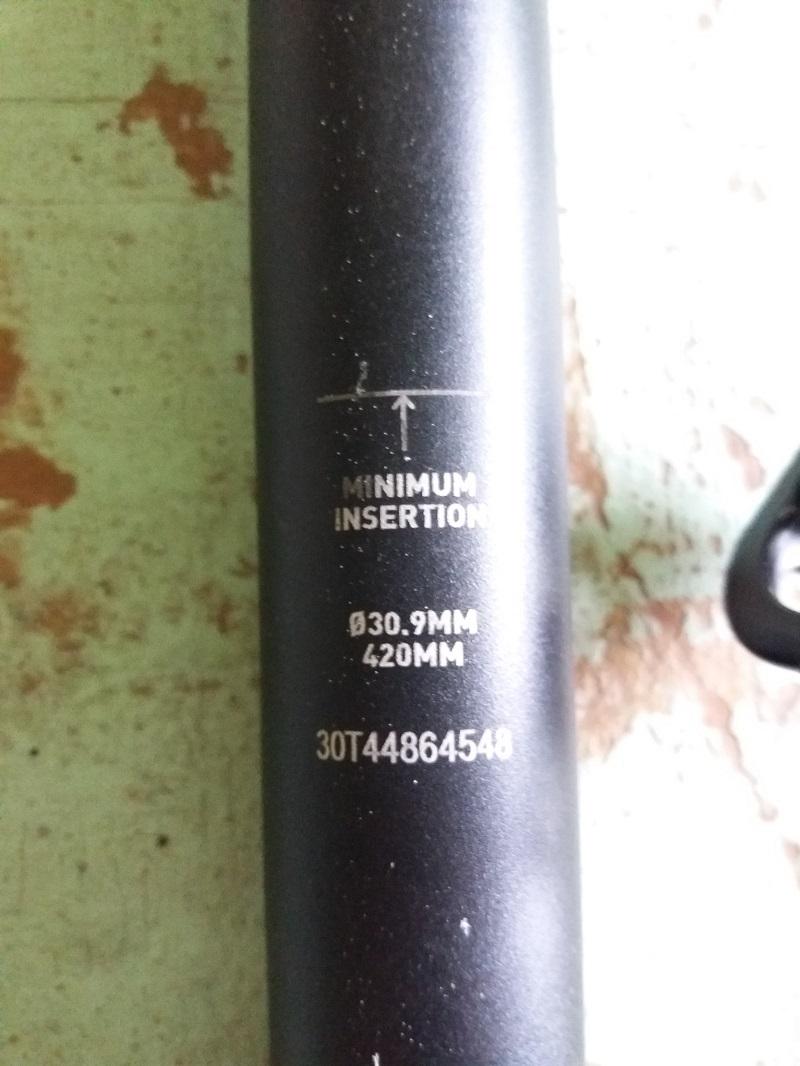 MINIMUM
INSERTION
Ø30.9MM
420MM
30T44864548